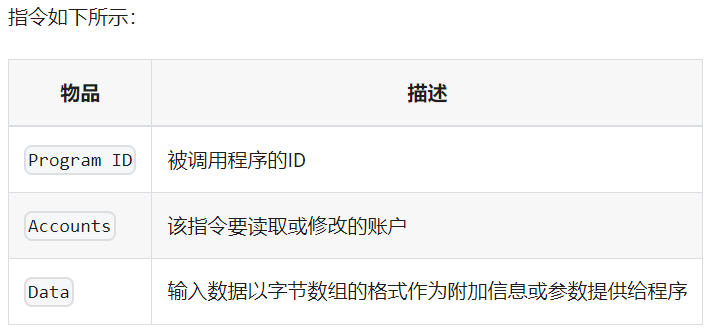 指令如下所示：
物品 描述
Program ID 被调用程序的ID
Accounts 该指令要读取或修改的账户
Data 输入数据以字节数组的格式作为附加信息或参数提供给程序